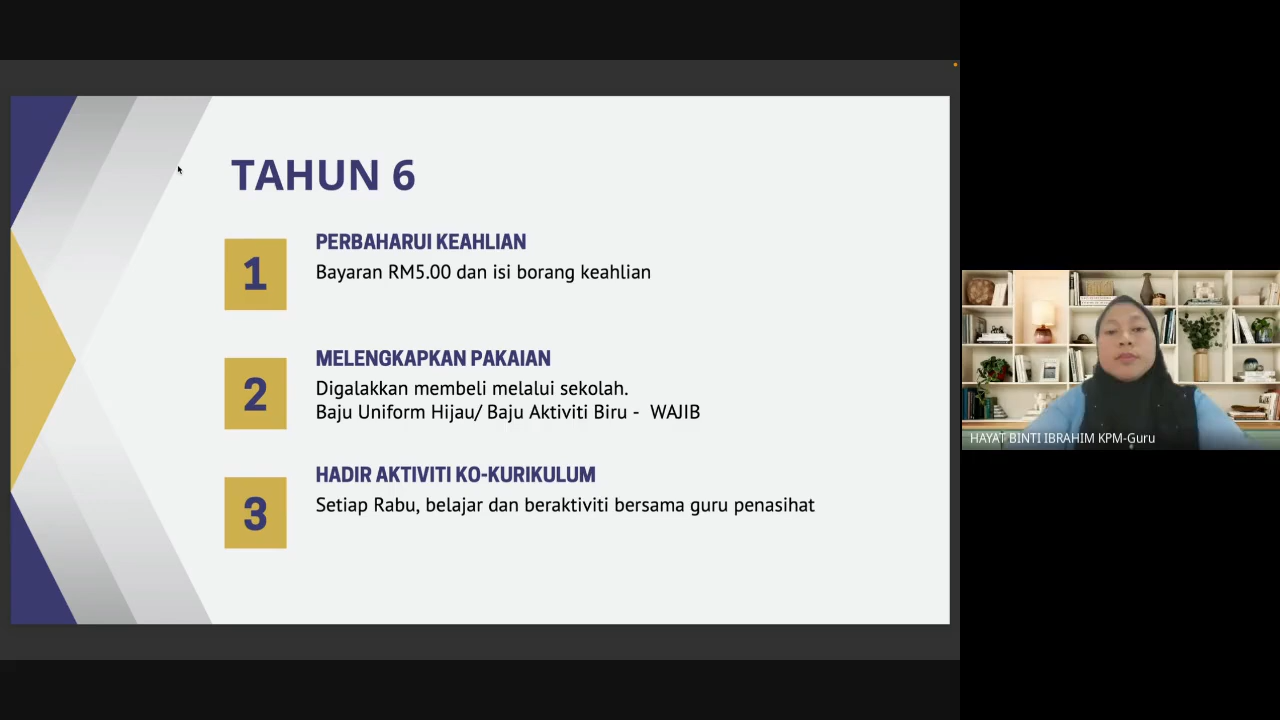 TAHUN 6
1
PERBAHARUI KEAHLIAN
Bayaran RM5.00 dan isi borang keahlian
2
MELENGKAPKAN PAKAIAN
Digalakkan membeli melalui sekolah.
Baju Uniform Hijau/ Baju Aktiviti Biru - WAJIB
3
HADIR AKTIVITI KO-KURIKULUM
Setiap Rabu, belajar dan beraktiviti bersama guru penasihat
HAYAT BINTI IBRAHIM KPM-Guru